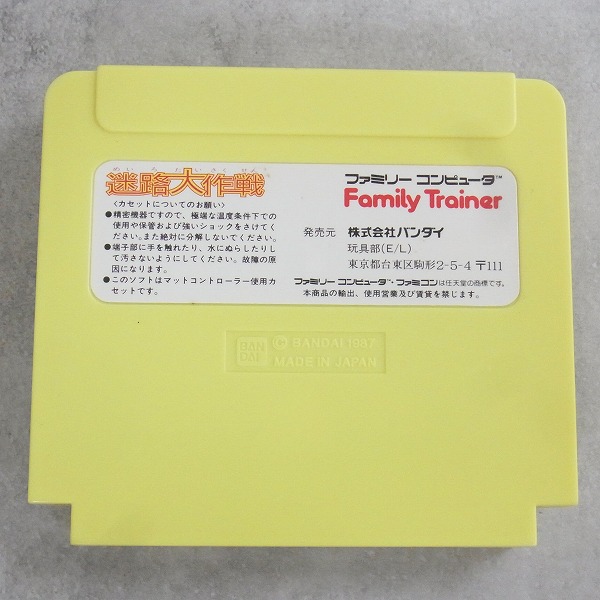 めい ろ だい さく せん
迷路大作戦
〈カセットについてのお願い〉
●精密機器ですので、極端な温度条件下での
使用や保管および強いショックをさけてく
ださい。また絶対に分解しないでください。
●端子部に手を触れたり、水にぬらしたりし
て汚さないようにしてください。故障の原
因になります。
●このソフトはマットコントローラー使用カ
セットです。
ファミリー コンピュータ™
Family Trainer
発売元 株式会社バンダイ
玩具部(E/L)
東京都台東区駒形2-5-4 〒111
ファミリー コンピュータ™・ファミコンは任天堂の商標です。
本商品の輸出、使用営業及び賃貸を禁じます。
BAN
DAI
© BANDAI 1987
MADE IN JAPAN